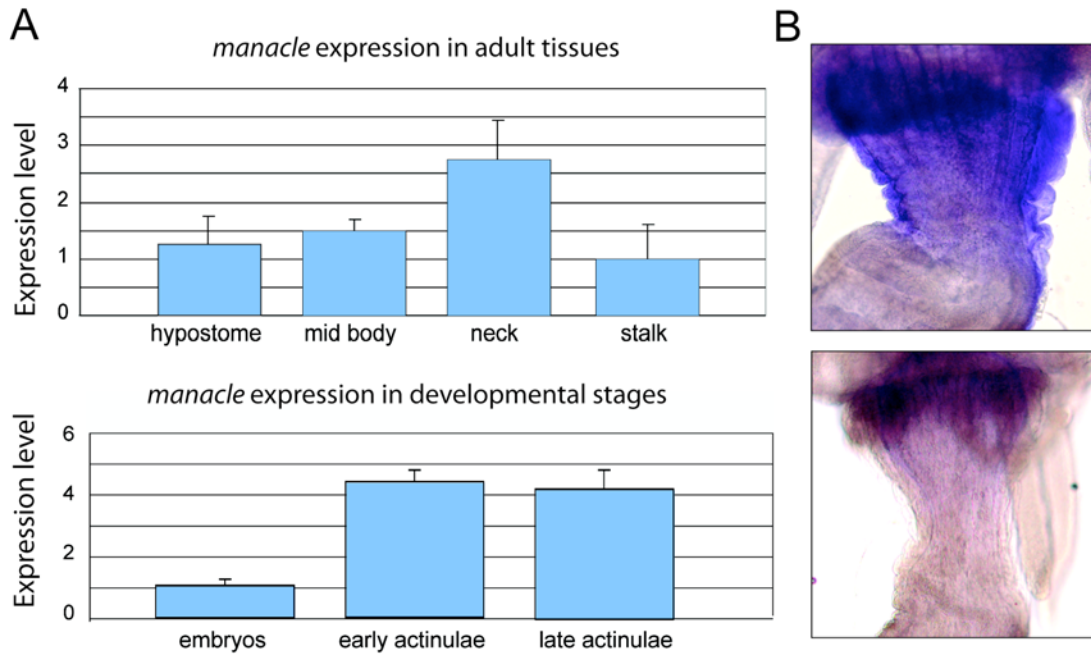 A
manacle expression in adult tissues
Expression level
4
3
2
1
0
hypostome mid body neck stalk
manacle expression in developmental stages
Expression level
6
4
2
0
embryos early actinulae late actinulae
B